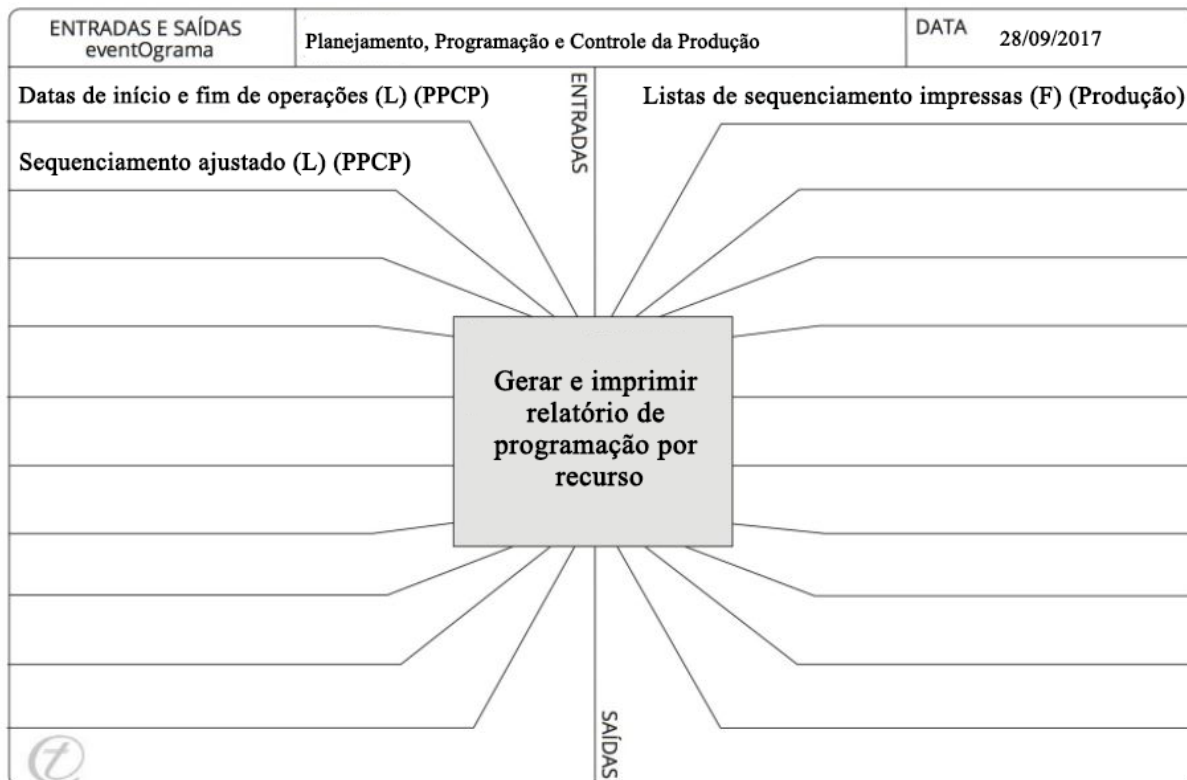 ENTRADAS E SAÍDAS
eventOgrama
Planejamento, Programação e Controle da Produção
DATA
28/09/2017
Datas de início e fim de operações (L) (PPCP)
ENTRADAS
Listas de sequenciamento impressas (F) (Produção)
Sequenciamento ajustado (L) (PPCP)
Gerar e imprimir
relatório de
programação por
recurso
SAÍDAS